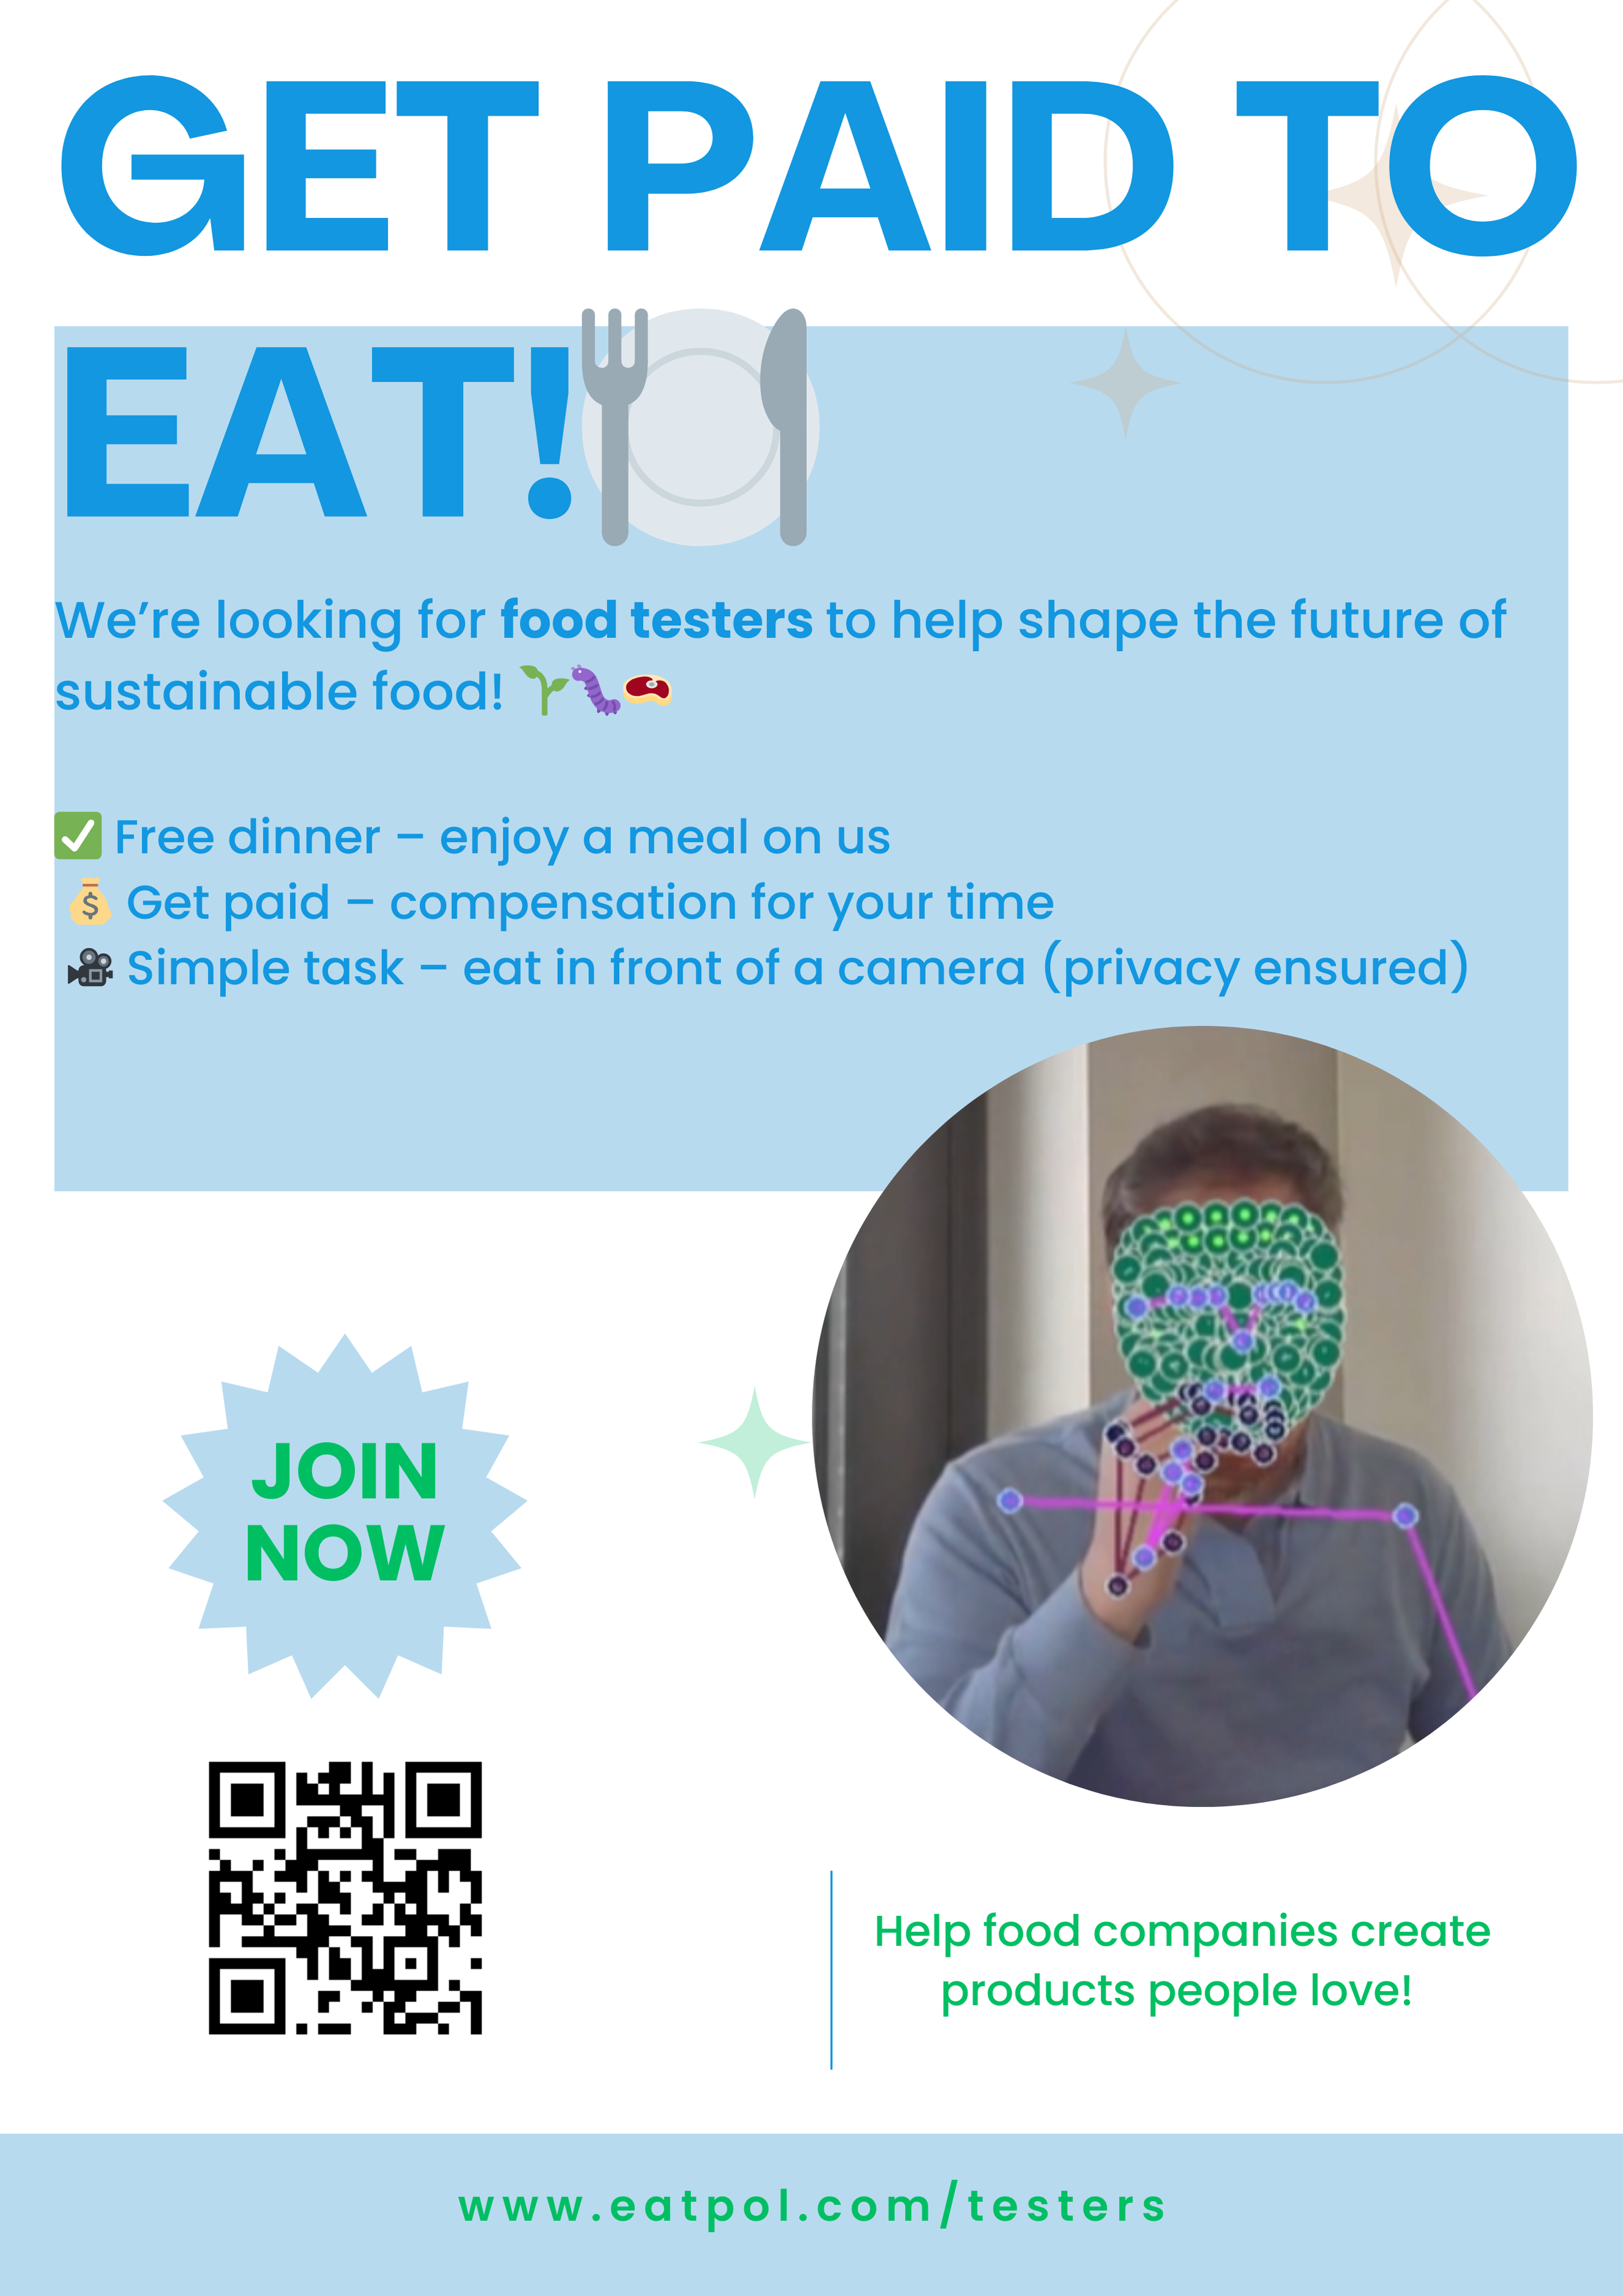 GET PAID TO
EAT!🍽️
We’re looking for food testers to help shape the future of
sustainable food! 🌱🐛🥩
✅ Free dinner – enjoy a meal on us
💰 Get paid – compensation for your time
🎥 Simple task – eat in front of a camera (privacy ensured)
JOIN
NOW
Help food companies create
products people love!
www.eatpol.com/testers